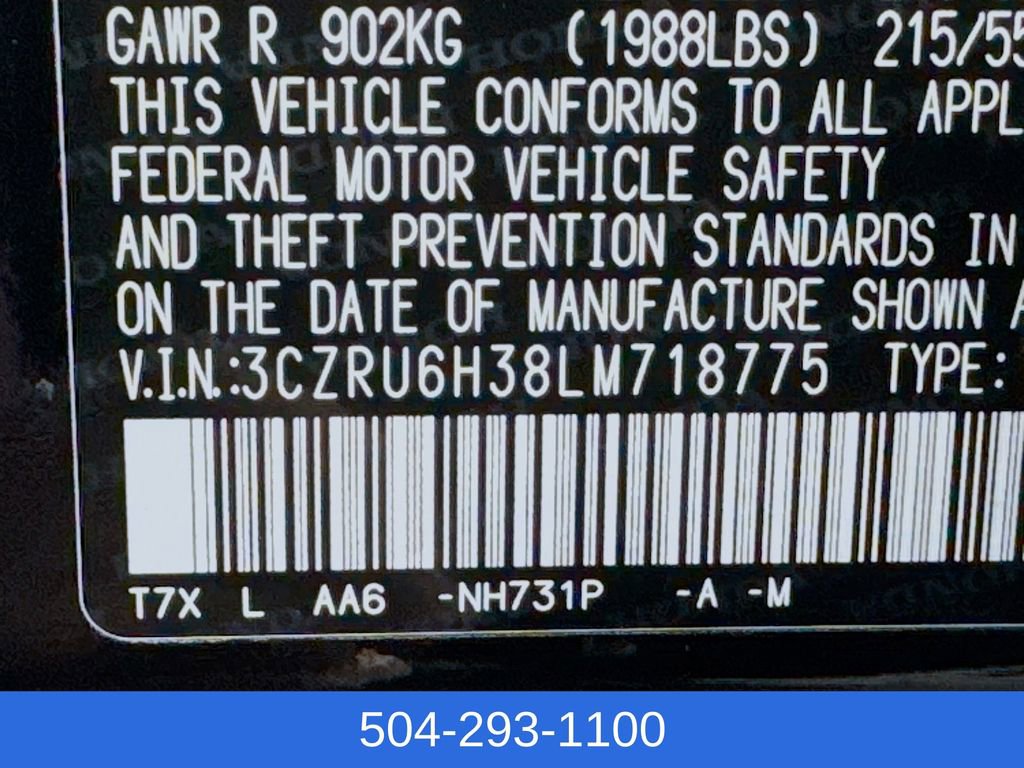 GAWR R 902KG (1988LBS) 215/55
THIS VEHICLE CONFORMS TO ALL APPL
FEDERAL MOTOR VEHICLE SAFETY
AND THEFT PREVENTION STANDARDS IN
ON THE DATE OF MANUFACTURE SHOWN A
V.I.N.:3CZRU6H38LM718775 TYPE:
T7X L AA6 -NH731P -A -M
504-293-1100